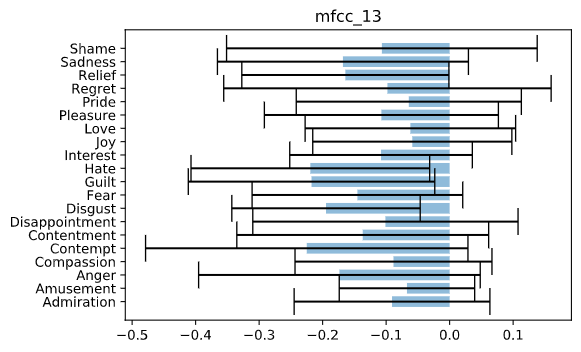 mfcc_13
Shame
Sadness
Relief
Regret
Pride
Pleasure
Love
Joy
Interest
Hate
Guilt
Fear
Disgust
Disappointment
Contentment
Contempt
Compassion
Anger
Amusement
Admiration
−0.5 −0.4 −0.3 −0.2 −0.1 0.0 0.1